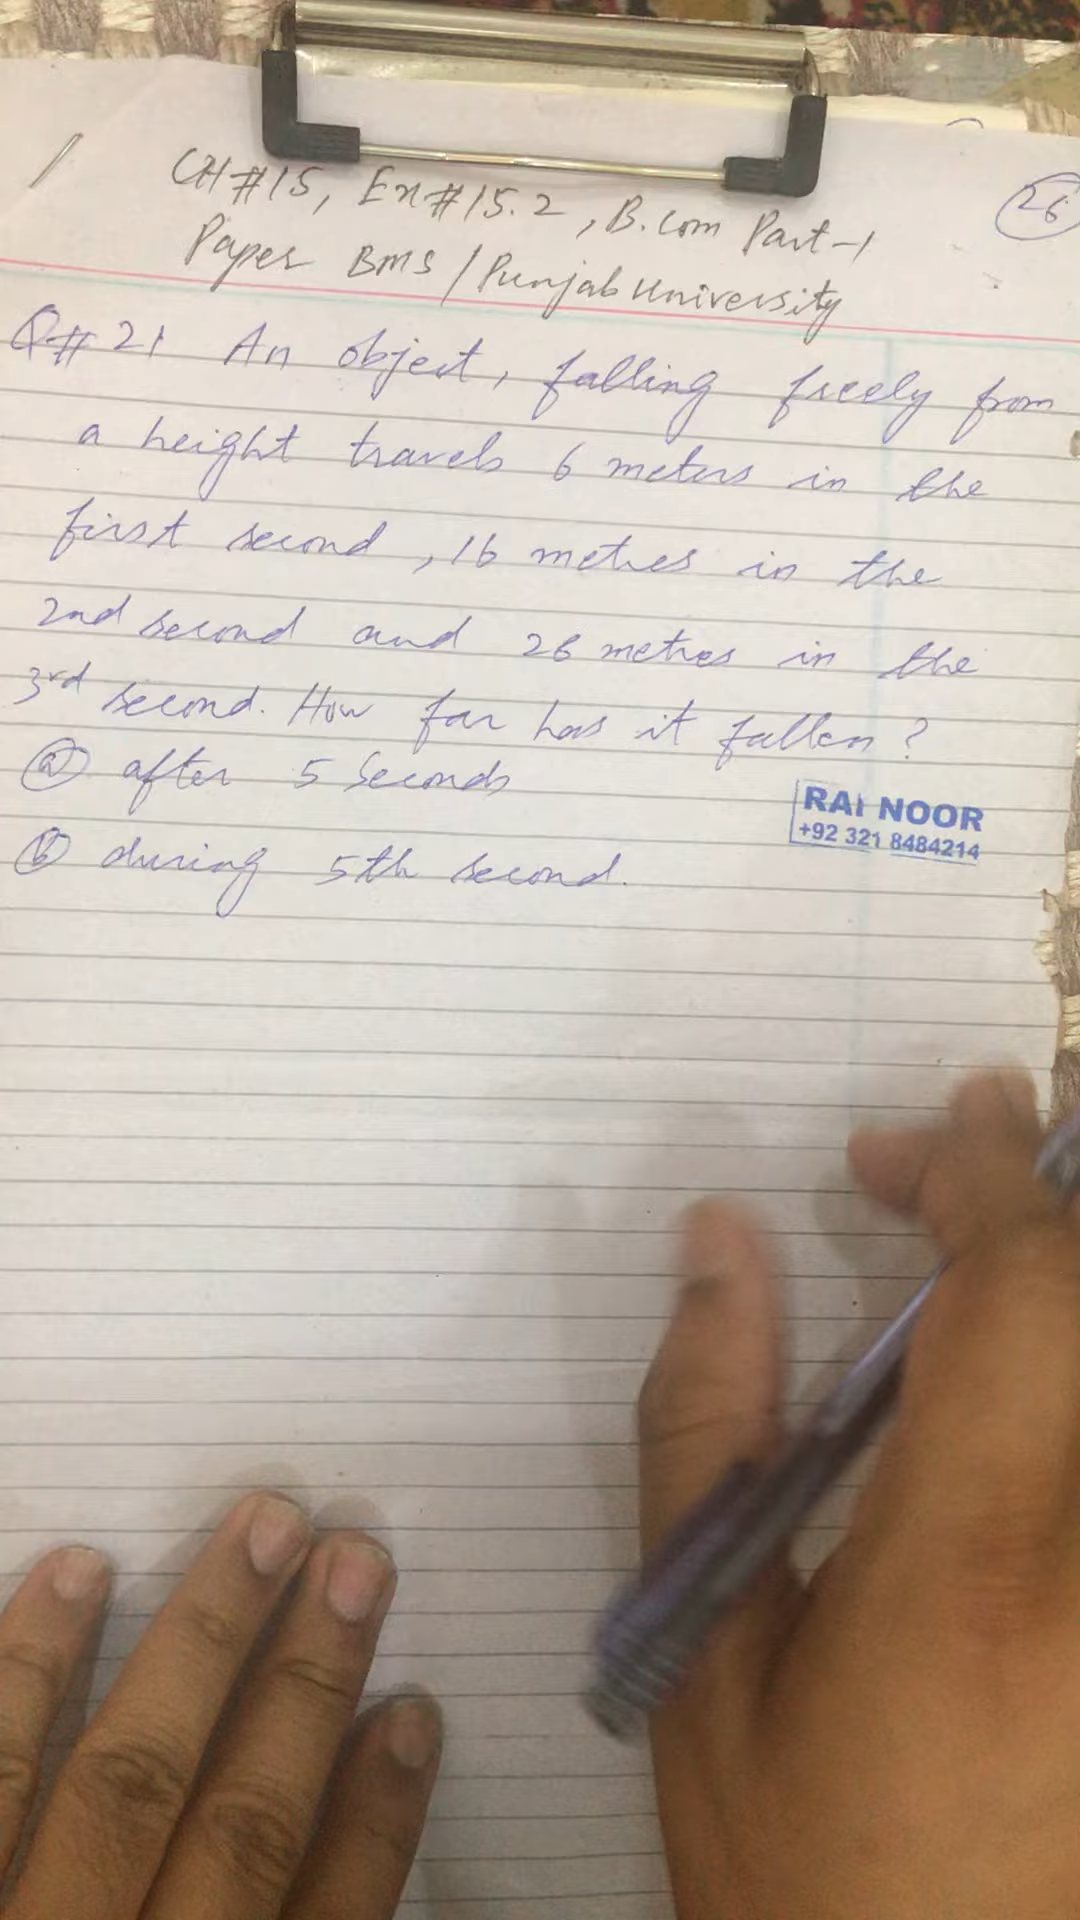 CH#15, Ex#15.2, B.Com Part-1
26
Paper BMS / Punjab University
Q# 21 An object, falling freely from
a height travels 6 meters in the
first second, 16 metres in the
2nd second and 26 metres in the
3rd second. How far has it fallen?
(a) after 5 Seconds
RAI NOOR
+92 321 8484214
(b) during 5th second.